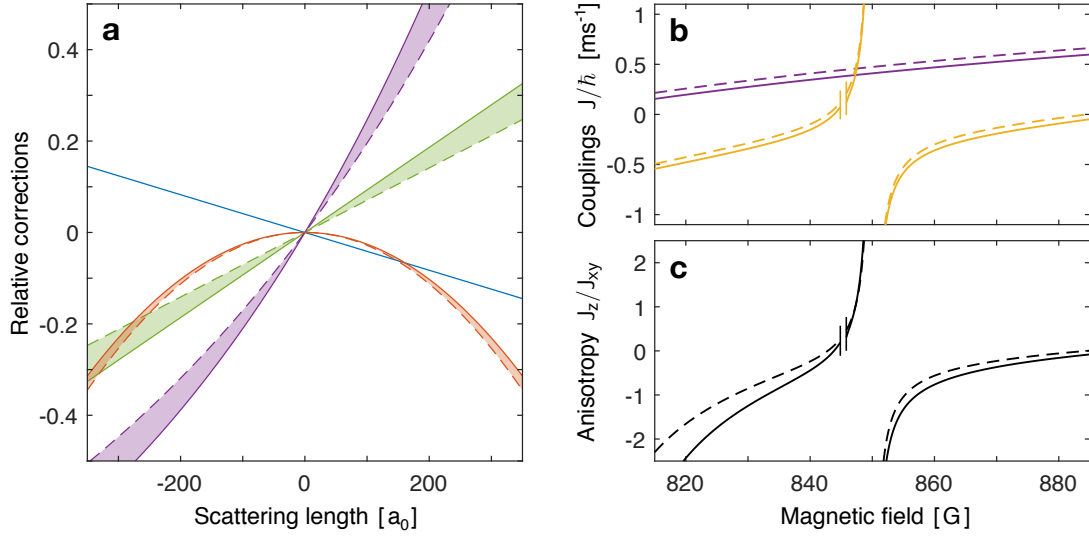 a
Relative corrections
0.4
0.2
0
-0.2
-0.4
-200
0
200
Scattering length [a₀]
b
Couplings J/ħ [ms⁻¹]
1
0.5
0
-0.5
-1
c
Anisotropy J_z/J_xy
2
1
0
-1
-2
820
840
860
880
Magnetic field [G]